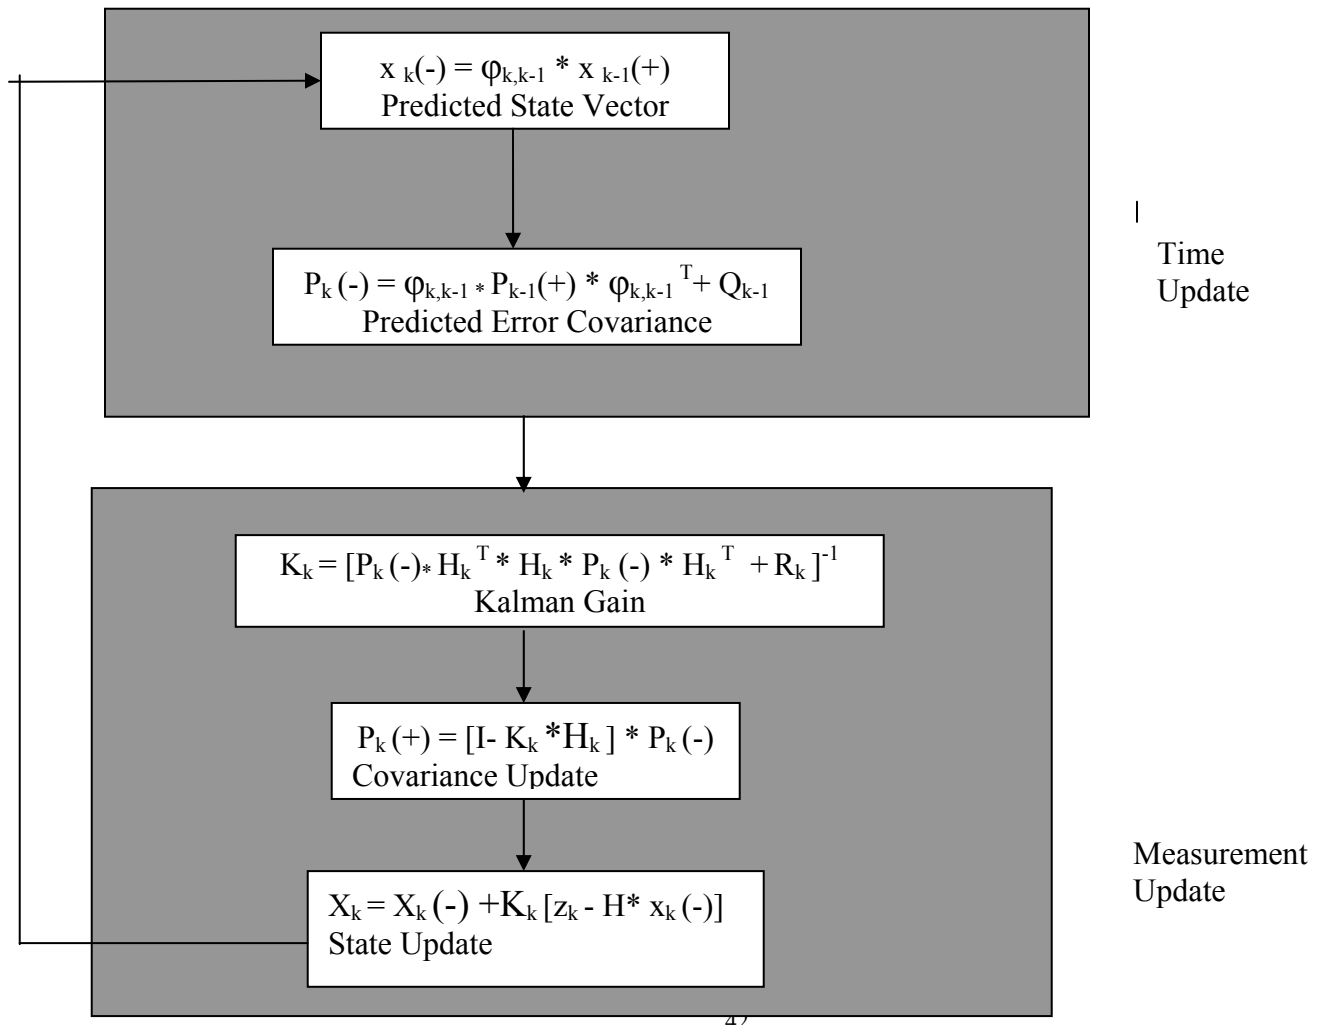 x k(-) = φk,k-1 * x k-1(+)
Predicted State Vector
Pk (-) = φk,k-1 * Pk-1(+) * φk,k-1 T+ Qk-1
Predicted Error Covariance
|
Time
Update
Kk = [Pk (-)* Hk T * Hk * Pk (-) * Hk T + Rk ]-1
Kalman Gain
Pk (+) = [I- Kk *Hk ] * Pk (-)
Covariance Update
Xk = Xk (-) +Kk [zk - H* xk (-)]
State Update
Measurement
Update
42